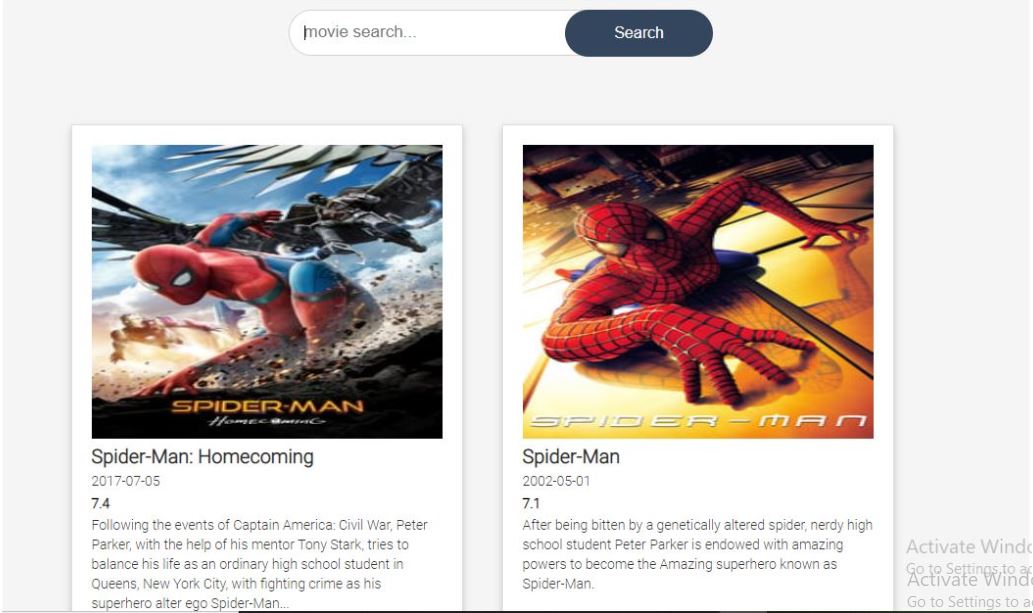 movie search...
Search
SPIDER-MAN
HOMECOMING
SPIDER-MAN
Spider-Man: Homecoming
2017-07-05
7.4
Following the events of Captain America: Civil War, Peter
Parker, with the help of his mentor Tony Stark, tries to
balance his life as an ordinary high school student in
Queens, New York City, with fighting crime as his
superhero alter ego Spider-Man...
Spider-Man
2002-05-01
7.1
After being bitten by a genetically altered spider, nerdy high
school student Peter Parker is endowed with amazing
powers to become the Amazing superhero known as
Spider-Man.
Activate Windo
Go to Settings to ac
Activate Windo
Go to Settings to a